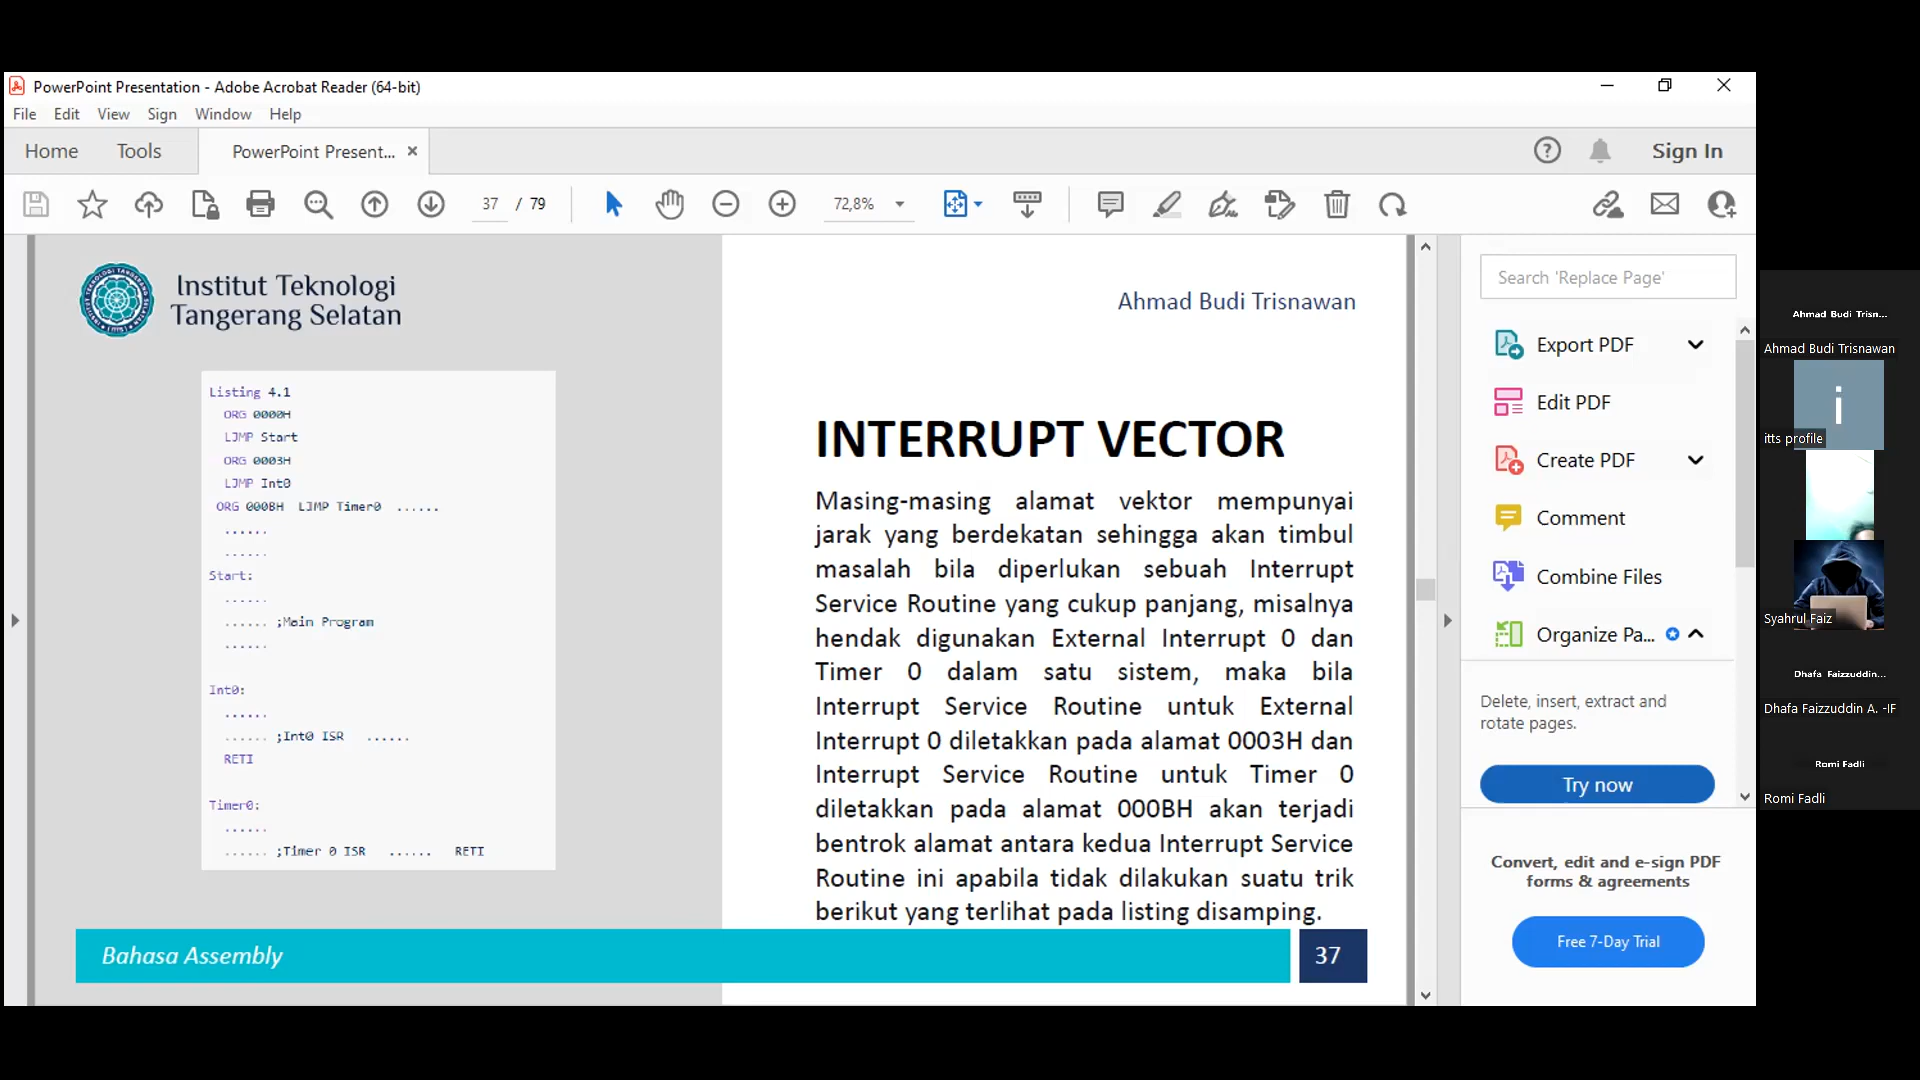 PowerPoint Presentation - Adobe Acrobat Reader (64-bit)
File Edit View Sign Window Help
Home Tools PowerPoint Present... ×
? Sign In
37 / 79 72,8%
Institut Teknologi
Tangerang Selatan
Ahmad Budi Trisnawan
Listing 4.1
ORG 0000H
LJMP Start
ORG 0003H
LJMP Int0
ORG 000BH LJMP Timer0 ......
......
......
Start:
......
...... ;Main Program
......
Int0:
......
...... ;Int0 ISR ......
RETI
Timer0:
......
...... ;Timer 0 ISR ...... RETI
INTERRUPT VECTOR
Masing-masing alamat vektor mempunyai
jarak yang berdekatan sehingga akan timbul
masalah bila diperlukan sebuah Interrupt
Service Routine yang cukup panjang, misalnya
hendak digunakan External Interrupt 0 dan
Timer 0 dalam satu sistem, maka bila
Interrupt Service Routine untuk External
Interrupt 0 diletakkan pada alamat 0003H dan
Interrupt Service Routine untuk Timer 0
diletakkan pada alamat 000BH akan terjadi
bentrok alamat antara kedua Interrupt Service
Routine ini apabila tidak dilakukan suatu trik
berikut yang terlihat pada listing disamping.
Bahasa Assembly
37
Search 'Replace Page'
Export PDF
Edit PDF
Create PDF
Comment
Combine Files
Organize Pa...
Delete, insert, extract and
rotate pages.
Try now
Convert, edit and e-sign PDF
forms & agreements
Free 7-Day Trial
Ahmad Budi Trisn...
Ahmad Budi Trisnawan
i
itts profile
Syahrul Faiz
Dhafa Faizzuddin...
Dhafa Faizzuddin A. -IF
Romi Fadli
Romi Fadli